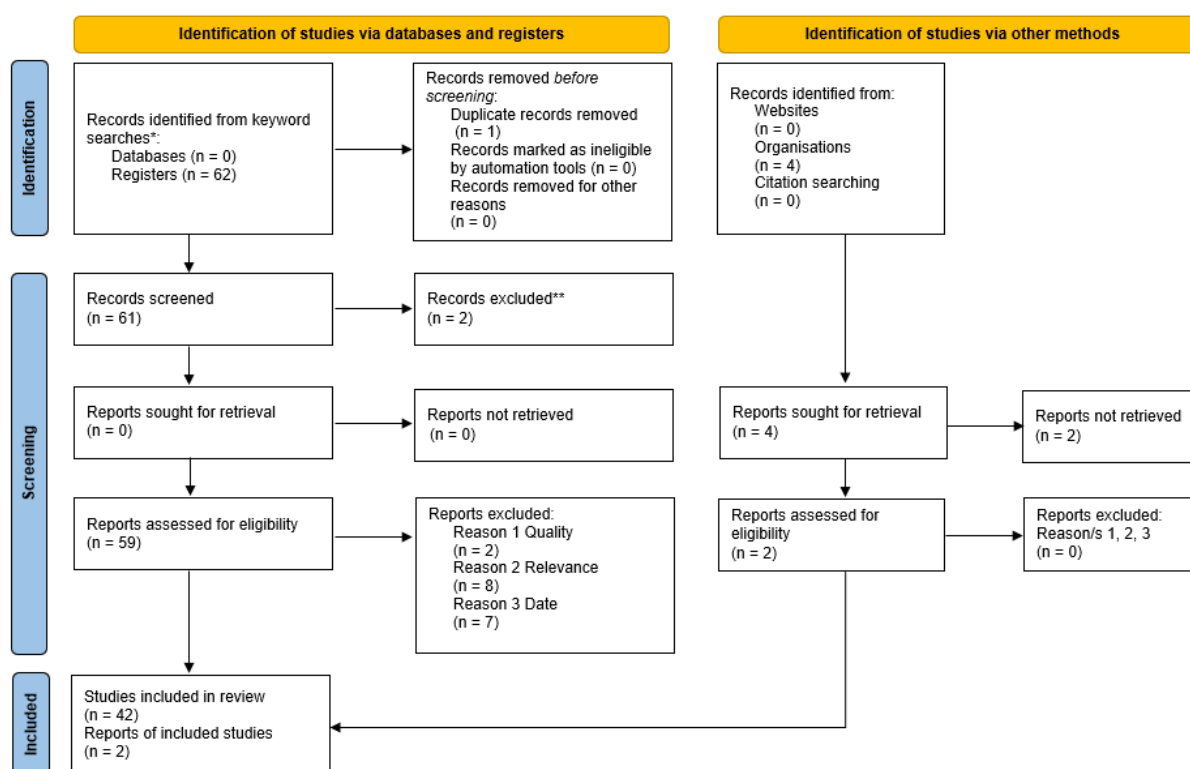 Identification of studies via databases and registers
Identification of studies via other methods
Identification
Records identified from keyword
searches*:
Databases (n = 0)
Registers (n = 62)
Records removed before
screening:
Duplicate records removed
(n = 1)
Records marked as ineligible
by automation tools (n = 0)
Records removed for other
reasons
(n = 0)
Records identified from:
Websites
(n = 0)
Organisations
(n = 4)
Citation searching
(n = 0)
Screening
Records screened
(n = 61)
Records excluded**
(n = 2)
Reports sought for retrieval
(n = 0)
Reports not retrieved
(n = 0)
Reports sought for retrieval
(n = 4)
Reports not retrieved
(n = 2)
Reports assessed for eligibility
(n = 59)
Reports excluded:
Reason 1 Quality
(n = 2)
Reason 2 Relevance
(n = 8)
Reason 3 Date
(n = 7)
Reports assessed for
eligibility
(n = 2)
Reports excluded:
Reason/s 1, 2, 3
(n = 0)
Included
Studies included in review
(n = 42)
Reports of included studies
(n = 2)